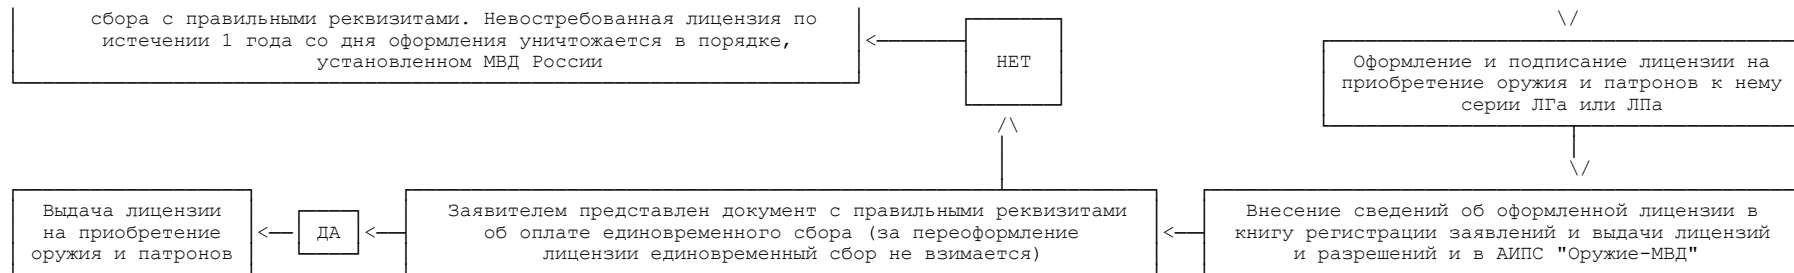 сбора с правильными реквизитами. Невостребованная лицензия по
истечении 1 года со дня оформления уничтожается в порядке,
установленном МВД России
НЕТ
Оформление и подписание лицензии на
приобретение оружия и патронов к нему
серии ЛГа или ЛПа
Выдача лицензии
на приобретение
оружия и патронов
ДА
Заявителем представлен документ с правильными реквизитами
об оплате единовременного сбора (за переоформление
лицензии единовременный сбор не взимается)
Внесение сведений об оформленной лицензии в
книгу регистрации заявлений и выдачи лицензий
и разрешений и в АИПС "Оружие-МВД"